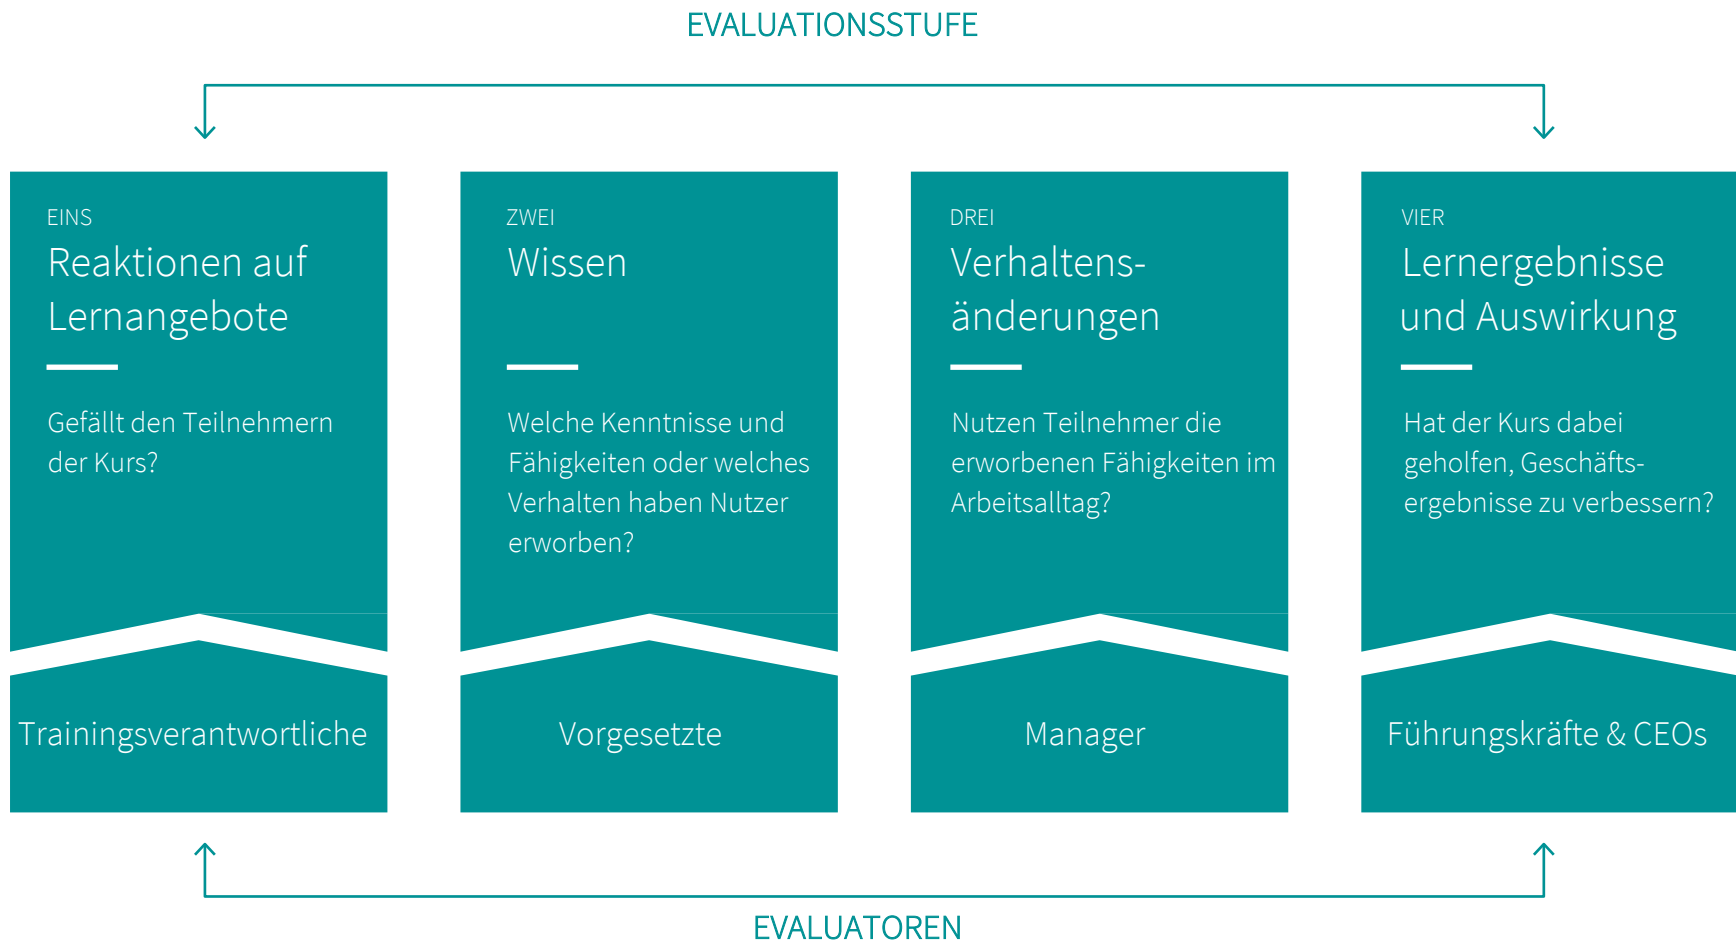 EVALUATIONSSTUFE
EINS
Reaktionen auf
Lernangebote
Gefällt den Teilnehmern
der Kurs?
Trainingsverantwortliche
ZWEI
Wissen
Welche Kenntnisse und
Fähigkeiten oder welches
Verhalten haben Nutzer
erworben?
Vorgesetzte
DREI
Verhaltens-
änderungen
Nutzen Teilnehmer die
erworbenen Fähigkeiten im
Arbeitsalltag?
Manager
VIER
Lernergebnisse
und Auswirkung
Hat der Kurs dabei
geholfen, Geschäfts-
ergebnisse zu verbessern?
Führungskräfte & CEOs
EVALUATOREN